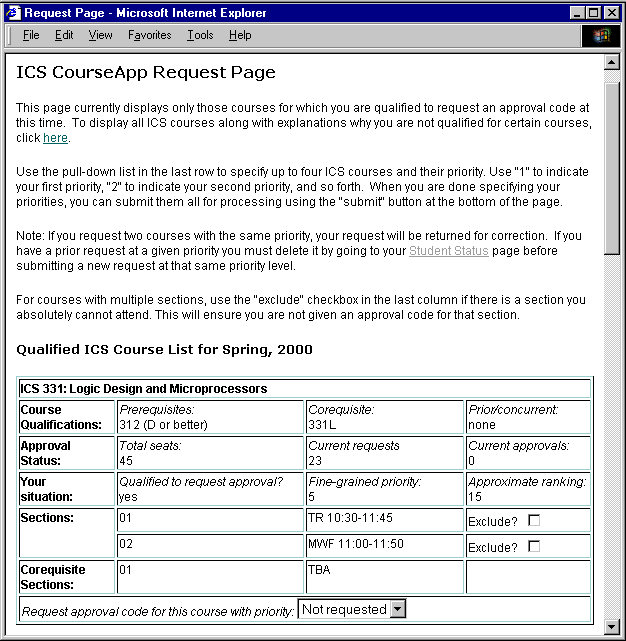 Request Page - Microsoft Internet Explorer
File Edit View Favorites Tools Help
ICS CourseApp Request Page
This page currently displays only those courses for which you are qualified to request an approval code at
this time. To display all ICS courses along with explanations why you are not qualified for certain courses,
click here.
Use the pull-down list in the last row to specify up to four ICS courses and their priority. Use "1" to indicate
your first priority, "2" to indicate your second priority, and so forth. When you are done specifying your
priorities, you can submit them all for processing using the "submit" button at the bottom of the page.
Note: If you request two courses with the same priority, your request will be returned for correction. If you
have a prior request at a given priority you must delete it by going to your Student Status page before
submitting a new request at that same priority level.
For courses with multiple sections, use the "exclude" checkbox in the last column if there is a section you
absolutely cannot attend. This will ensure you are not given an approval code for that section.
Qualified ICS Course List for Spring, 2000
ICS 331: Logic Design and Microprocessors
Course Prerequisites: Corequisite: Prior/concurrent:
Qualifications: 312 (D or better) 331L none
Approval Total seats: Current requests Current approvals:
Status: 45 23 0
Your Qualified to request approval? Fine-grained priority: Approximate ranking:
situation: yes 5 15
Sections: 01 TR 10:30-11:45 Exclude?
02 MWF 11:00-11:50 Exclude?
Corequisite 01 TBA
Sections:
Request approval code for this course with priority: Not requested